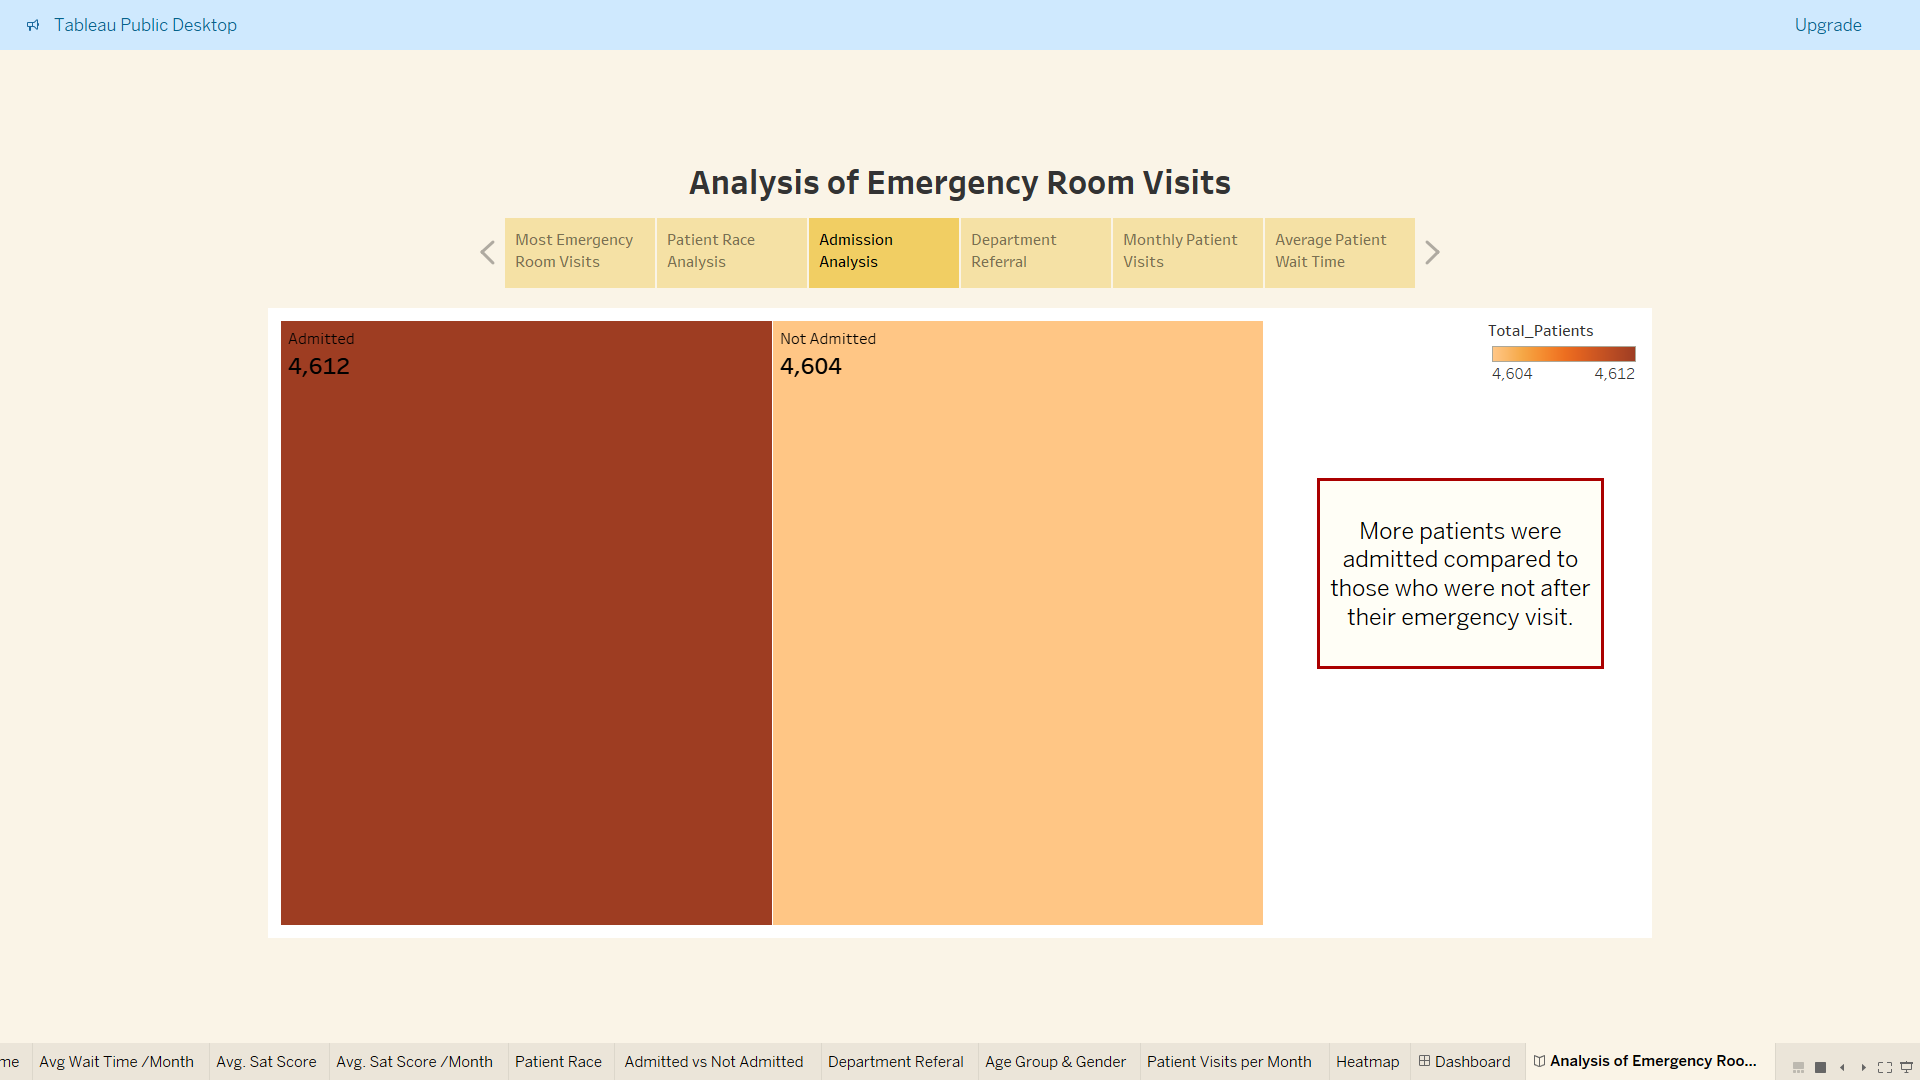 Tableau Public Desktop
Upgrade
Analysis of Emergency Room Visits
Most Emergency
Room Visits
Patient Race
Analysis
Admission
Analysis
Department
Referral
Monthly Patient
Visits
Average Patient
Wait Time
Admitted
4,612
Not Admitted
4,604
Total_Patients
4,604 4,612
More patients were
admitted compared to
those who were not after
their emergency visit.
me Avg Wait Time /Month Avg. Sat Score Avg. Sat Score /Month Patient Race Admitted vs Not Admitted Department Referal Age Group & Gender Patient Visits per Month Heatmap Dashboard Analysis of Emergency Roo...